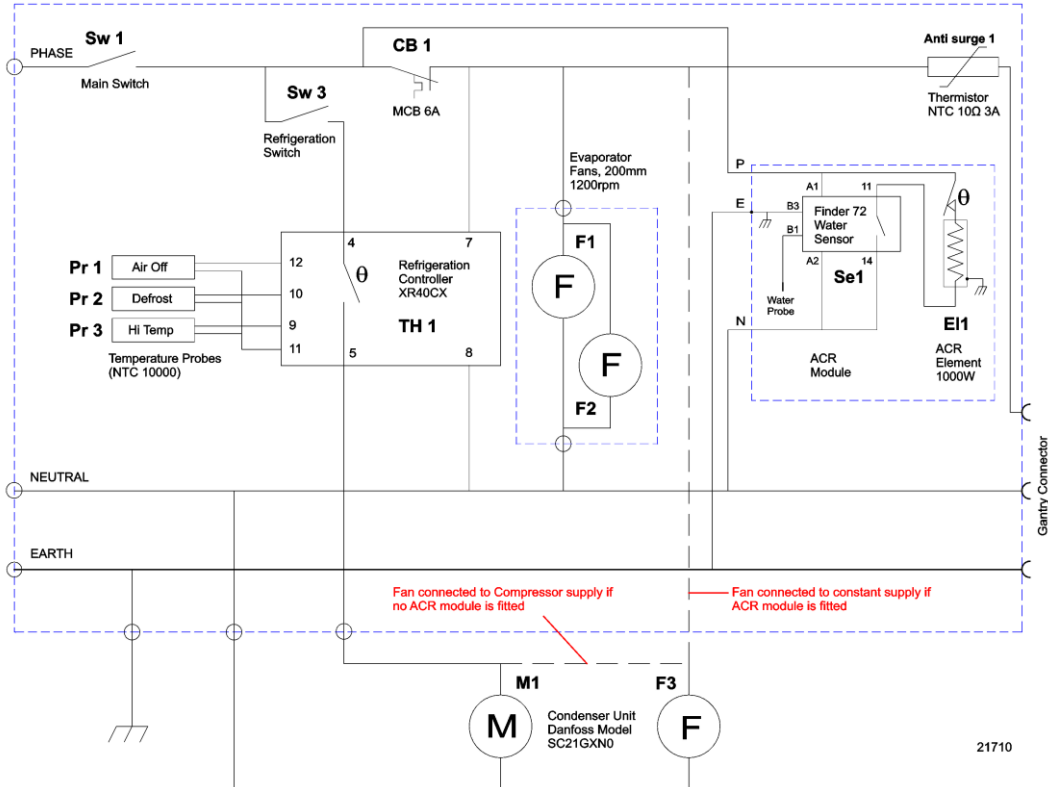 Sw 1
PHASE
Main Switch
Sw 3
Refrigeration
Switch
CB 1
MCB 6A
Anti surge 1
Thermistor
NTC 10Ω 3A
Evaporator
Fans, 200mm
1200rpm
F1
F
F
F2
Pr 1
Air Off
Pr 2
Defrost
Pr 3
Hi Temp
Temperature Probes
(NTC 10000)
4
7
12
10
9
11
5
8
θ
Refrigeration
Controller
XR40CX
TH 1
P
E
N
A1
11
B3
B1
A2
14
Finder 72
Water
Sensor
Se1
Water
Probe
θ
El1
ACR
Element
1000W
ACR
Module
Gantry Connector
NEUTRAL
EARTH
Fan connected to Compressor supply if
no ACR module is fitted
Fan connected to constant supply if
ACR module is fitted
M1
M
Condenser Unit
Danfoss Model
SC21GXN0
F3
F
21710